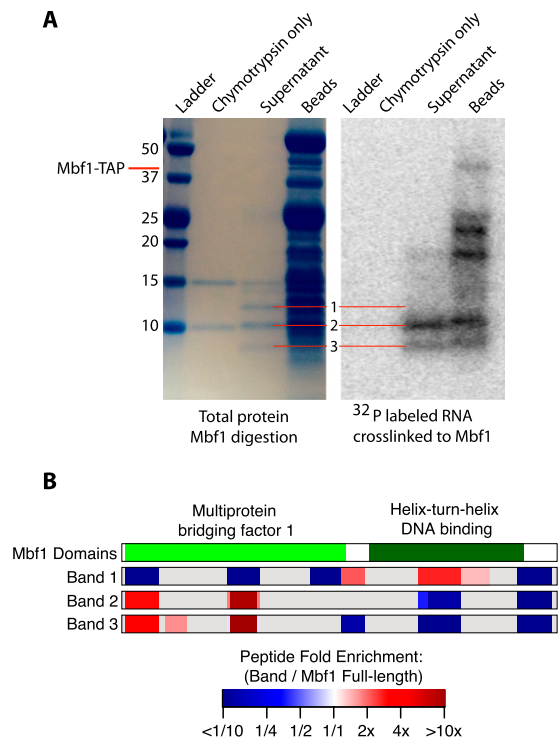 A
Ladder
Chymotrypsin only
Supernatant
Beads
Ladder
Chymotrypsin only
Supernatant
Beads
50
Mbf1-TAP
37
25
20
15
1
10
2
3
Total protein
Mbf1 digestion
32P labeled RNA
crosslinked to Mbf1
B
Multiprotein
bridging factor 1
Helix-turn-helix
DNA binding
Mbf1 Domains
Band 1
Band 2
Band 3
Peptide Fold Enrichment:
(Band / Mbf1 Full-length)
<1/10 1/4 1/2 1/1 2x 4x >10x